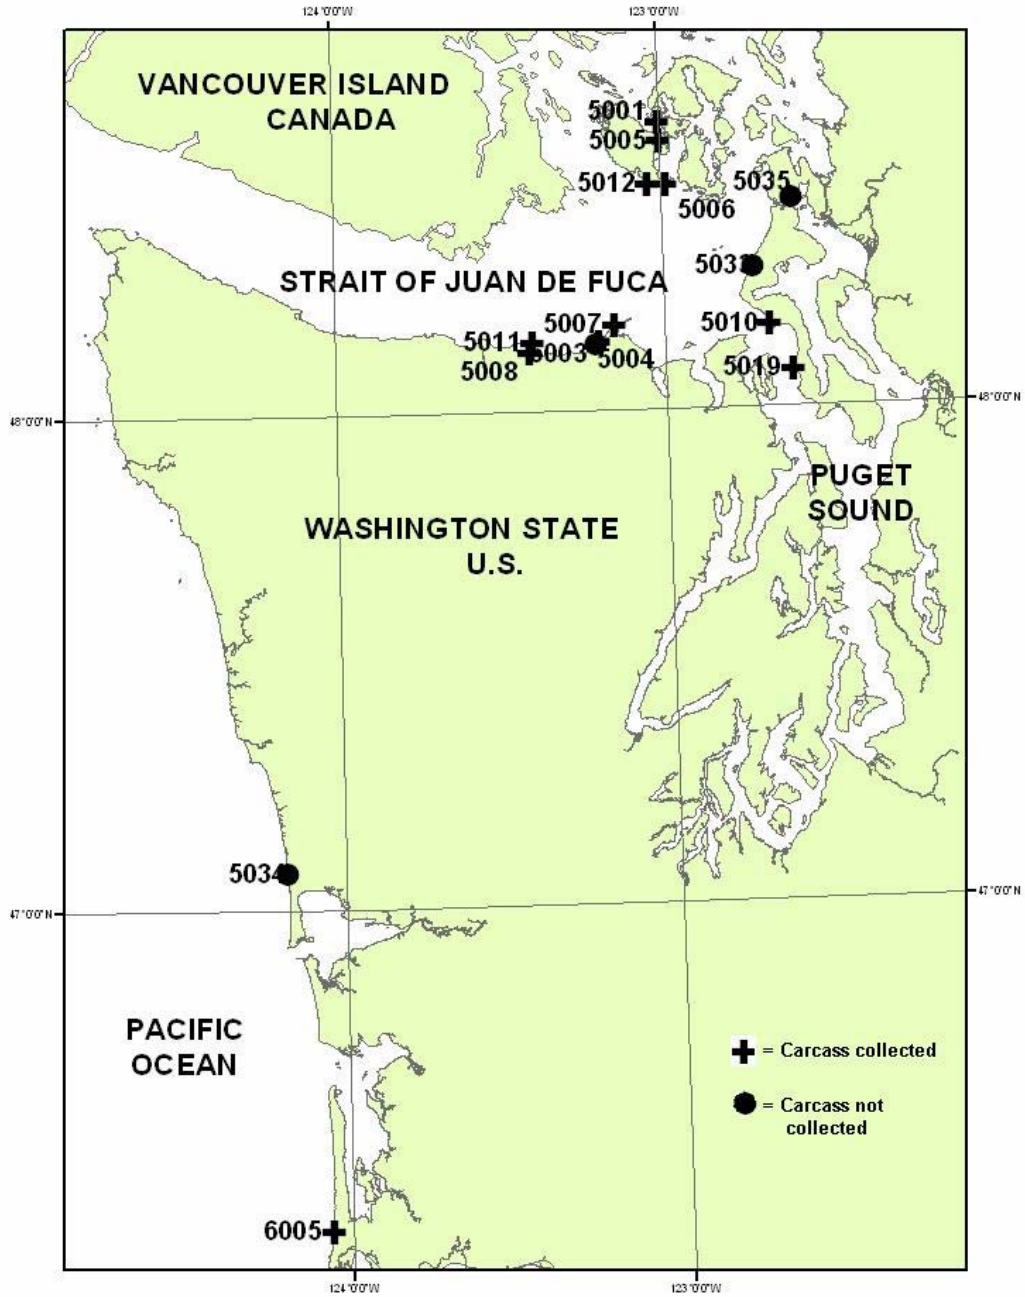 124°0'0"W
123°0'0"W
VANCOUVER ISLAND
CANADA
5001
5005
5012
5006
5035
5033
STRAIT OF JUAN DE FUCA
5007
5010
5011
5003
5004
5008
5019
48°0'0"N
48°0'0"N
PUGET
SOUND
WASHINGTON STATE
U.S.
5034
47°0'0"N
47°0'0"N
PACIFIC
OCEAN
= Carcass collected
= Carcass not
collected
6005
124°0'0"W
123°0'0"W